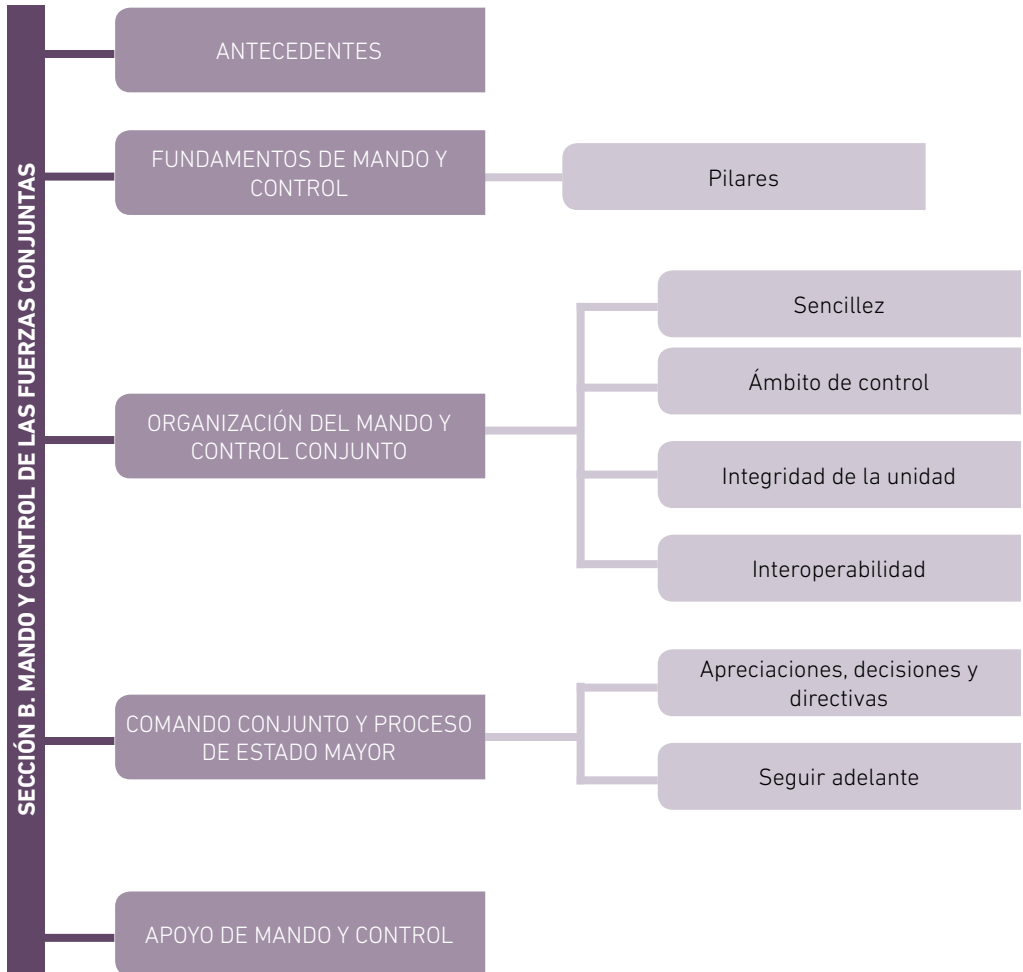 SECCIÓN B. MANDO Y CONTROL DE LAS FUERZAS CONJUNTAS
ANTECEDENTES
FUNDAMENTOS DE MANDO Y
CONTROL
Pilares
ORGANIZACIÓN DEL MANDO Y
CONTROL CONJUNTO
Sencillez
Ámbito de control
Integridad de la unidad
Interoperabilidad
COMANDO CONJUNTO Y PROCESO
DE ESTADO MAYOR
Apreciaciones, decisiones y
directivas
Seguir adelante
APOYO DE MANDO Y CONTROL